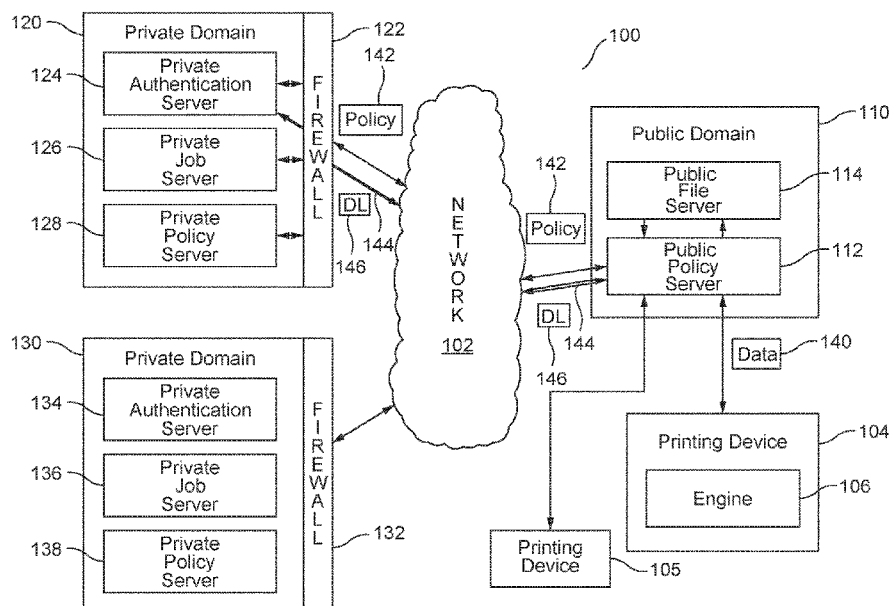 120
Private Domain
122
124
Private
Authentication
Server
126
Private
Job
Server
128
Private
Policy
Server
FIREWALL
142
Policy
DL
146
144
NETWORK
102
100
142
Policy
DL
146
144
110
Public Domain
Public
File
Server
114
Public
Policy
Server
112
Data
140
Printing Device
104
Engine
106
Printing
Device
105
130
Private Domain
134
Private
Authentication
Server
136
Private
Job
Server
138
Private
Policy
Server
FIREWALL
132